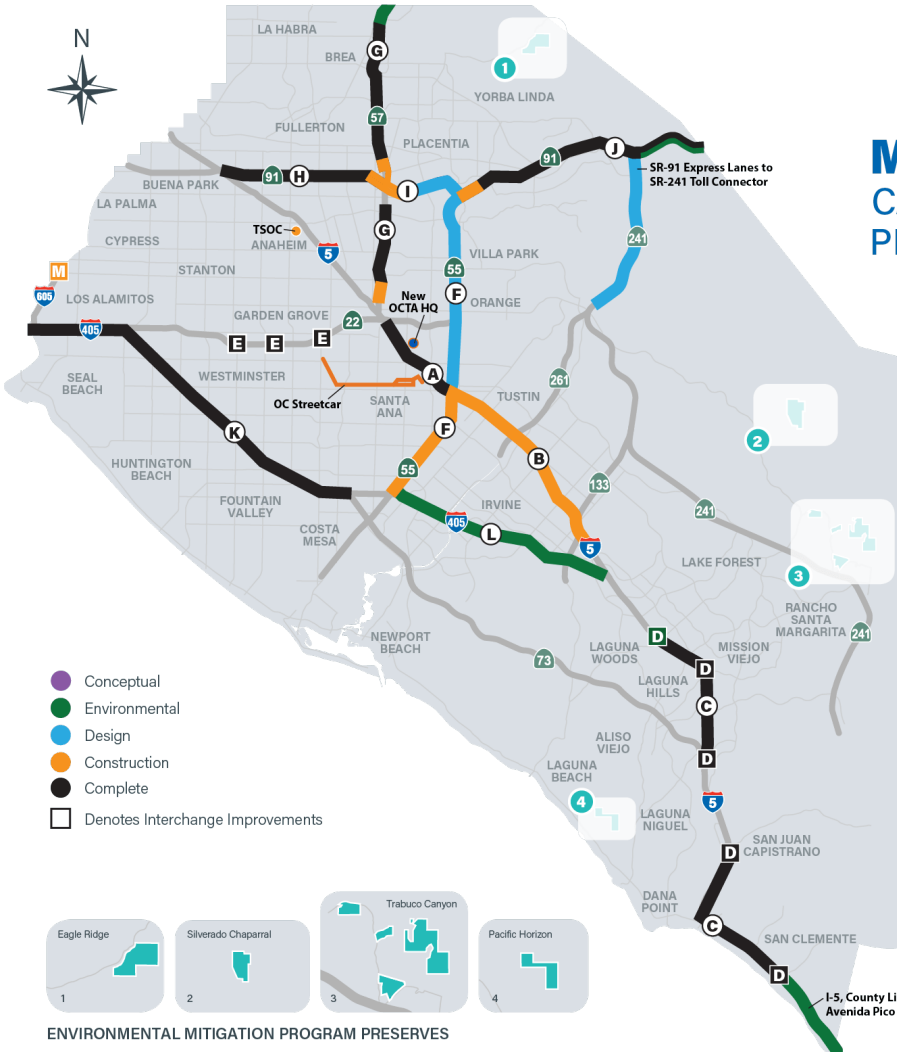 N
LA HABRA
BREA
G
1
YORBA LINDA
57
FULLERTON
PLACENTIA
91
J
SR-91 Express Lanes to
SR-241 Toll Connector
M
CA
91
H
BUENA PARK
I
LA PALMA
TSOC
ANAHEIM
G
CYPRESS
5
VILLA PARK
241
STANTON
M
605
LOS ALAMITOS
55
F
ORANGE
New
OCTA HQ
GARDEN GROVE
22
405
E
E
E
SEAL
BEACH
WESTMINSTER
A
261
OC Streetcar
SANTA
ANA
TUSTIN
K
F
2
B
HUNTINGTON
BEACH
55
133
FOUNTAIN
VALLEY
IRVINE
241
405
COSTA
MESA
L
5
LAKE FOREST
3
RANCHO
SANTA
MARGARITA
241
NEWPORT
BEACH
D
LAGUNA
WOODS
MISSION
VIEJO
73
D
LAGUNA
HILLS
C
Conceptual
Environmental
Design
Construction
Complete
Denotes Interchange Improvements
ALISO
VIEJO
D
LAGUNA
BEACH
4
5
LAGUNA
NIGUEL
D
SAN JUAN
CAPISTRANO
DANA
POINT
C
SAN CLEMENTE
D
I-5, County Li
Avenida Pico
Eagle Ridge
1
Silverado Chaparral
2
Trabuco Canyon
3
Pacific Horizon
4
ENVIRONMENTAL MITIGATION PROGRAM PRESERVES